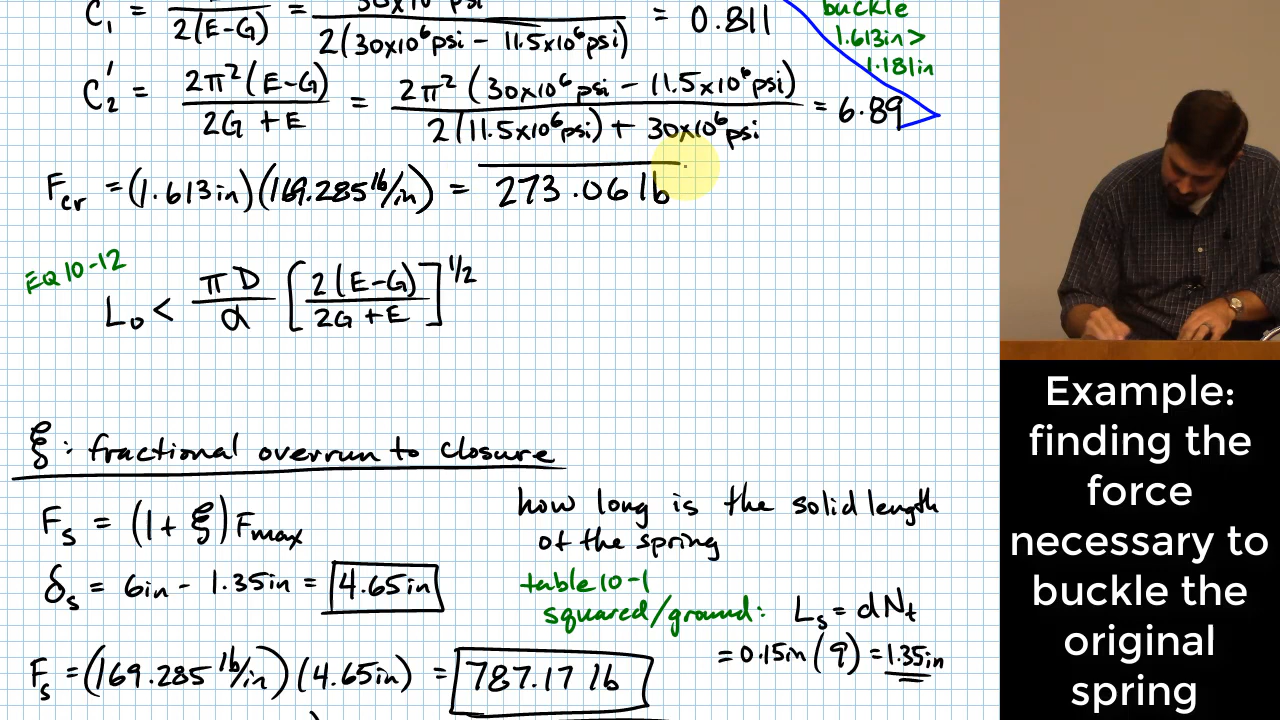 C₁' = E/2(E-G) = 30x10⁶ psi/2(30x10⁶psi - 11.5x10⁶psi) = 0.811
buckle
1.613in >
1.181in
C₂' = 2π²(E-G)/2G+E = 2π²(30x10⁶psi - 11.5x10⁶psi)/2(11.5x10⁶psi) + 30x10⁶psi = 6.89
F_cr = (1.613in)(169.285 lb/in) = 273.06 lb
EQ 10-12
L₀ < πD/α [2(E-G)/2G+E]^1/2
ξ: fractional overrun to closure
F_s = (1+ξ)F_max
how long is the solid length
of the spring
δ_s = 6in - 1.35in = 4.65in
table 10-1
squared/ground: L_s = dN_t
= 0.15in(9) = 1.35in
F_s = (169.285 lb/in)(4.65in) = 787.17 lb
Example:
finding the
force
necessary to
buckle the
original
spring